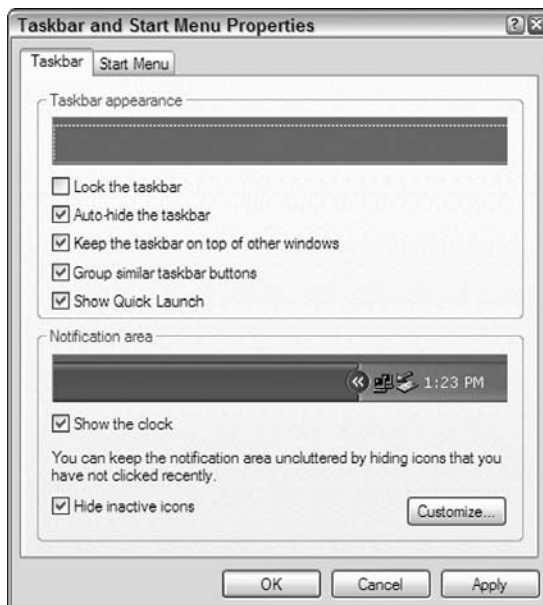 Taskbar and Start Menu Properties
Taskbar Start Menu
Taskbar appearance
Lock the taskbar
Auto-hide the taskbar
Keep the taskbar on top of other windows
Group similar taskbar buttons
Show Quick Launch
Notification area
1:23 PM
Show the clock
You can keep the notification area uncluttered by hiding icons that you
have not clicked recently.
Hide inactive icons
Customize...
OK Cancel Apply